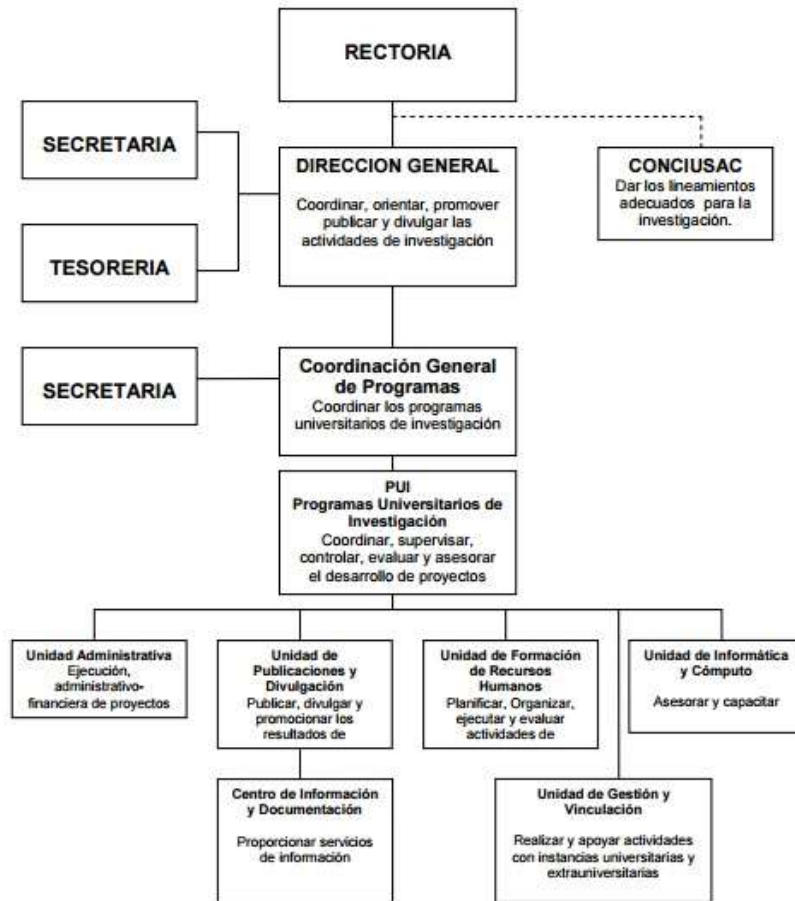 RECTORIA
SECRETARIA
DIRECCION GENERAL
Coordinar, orientar, promover
publicar y divulgar las
actividades de investigación
CONCIUSAC
Dar los lineamientos
adecuados para la
investigación.
TESORERIA
SECRETARIA
Coordinación General
de Programas
Coordinar los programas
universitarios de investigación
PUI
Programas Universitarios de
Investigación
Coordinar, supervisar,
controlar, evaluar y asesorar
el desarrollo de proyectos
Unidad Administrativa
Ejecución,
administrativo-
financiera de proyectos
Unidad de
Publicaciones y
Divulgación
Publicar, divulgar y
promocionar los
resultados de
Unidad de Formación
de Recursos
Humanos
Planificar, Organizar,
ejecutar y evaluar
actividades de
Unidad de Informática
y Cómputo
Asesorar y capacitar
Centro de Información
y Documentación
Proporcionar servicios
de información
Unidad de Gestión y
Vinculación
Realizar y apoyar actividades
con instancias universitarias y
extrauniversitarias